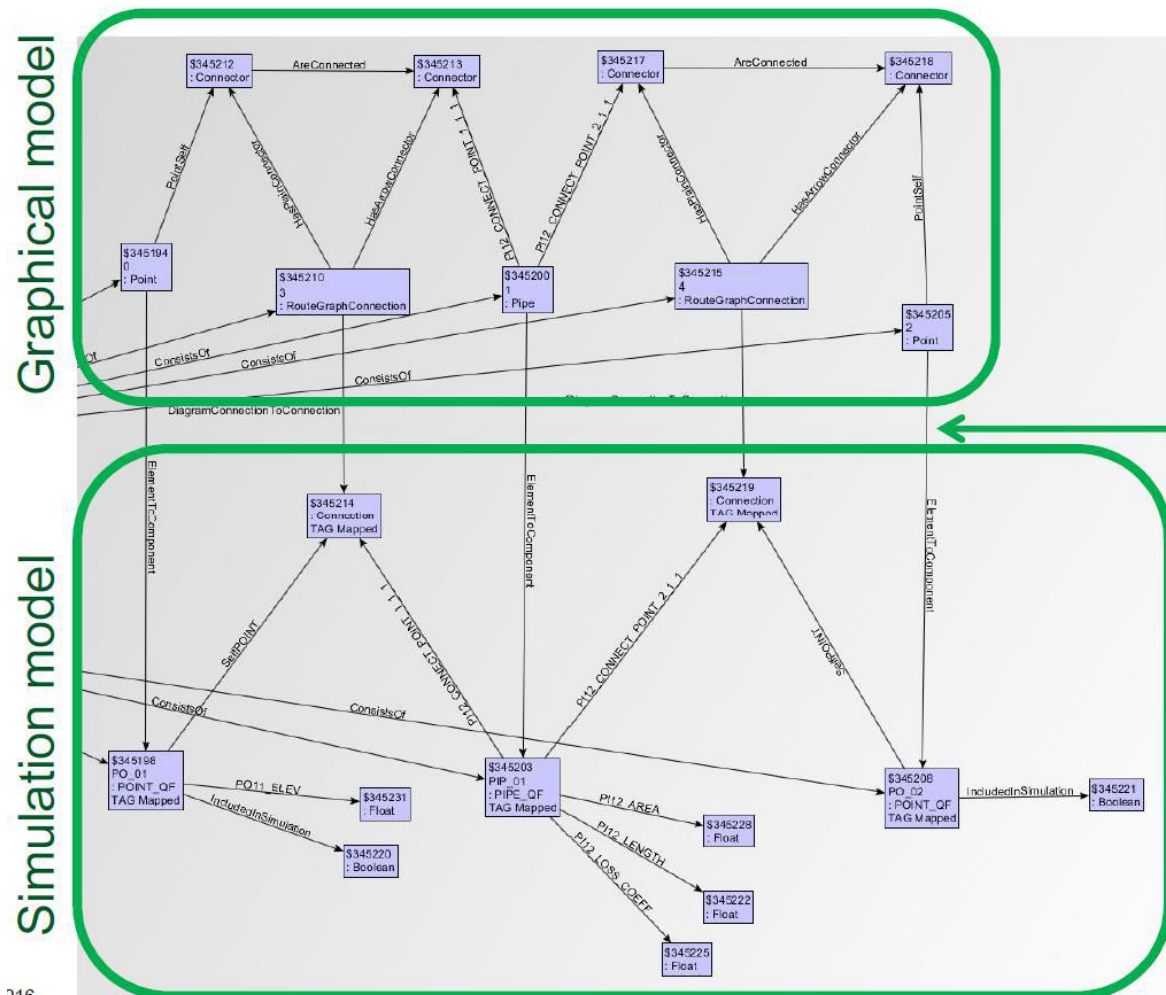 Graphical model
$345212
: Connector
AreConnected
$345213
: Connector
$345217
: Connector
AreConnected
$345218
: Connector
PointSelf
HasPlainConnector
HasArrowConnector
PI12_CONNECT_POINT_1_1_1
PI12_CONNECT_POINT_2_1_1
HasPlainConnector
HasArrowConnector
PointSelf
$345194
0
: Point
$345210
3
: RouteGraphConnection
$345200
1
: Pipe
$345215
4
: RouteGraphConnection
$345205
2
: Point
Of
ConsistsOf
ConsistsOf
ConsistsOf
DiagramConnectionToConnection
DiagramConnectionToConnection
ElementToComponent
ElementToComponent
ElementToComponent
Simulation model
$345214
: Connection
TAG Mapped
$345219
: Connection
TAG Mapped
SelfPOINT
PI12_CONNECT_POINT_1_1_1
PI12_CONNECT_POINT_2_1_1
SelfPOINT
ConsistsOf
ConsistsOf
$345198
PO_01
: POINT_QF
TAG Mapped
PO11_ELEV
IncludedInSimulation
$345231
: Float
$345220
: Boolean
$345203
PIP_01
: PIPE_QF
TAG Mapped
PI12_AREA
PI12_LENGTH
PI12_LOSS_COEFF
$345228
: Float
$345222
: Float
$345225
: Float
$345208
PO_02
: POINT_QF
TAG Mapped
IncludedInSimulation
$345221
: Boolean